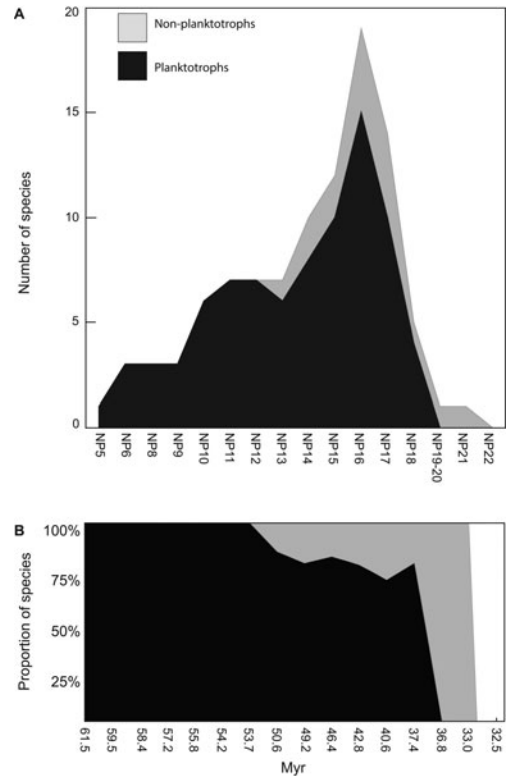 A
Non-planktotrophs
Planktotrophs
Number of species
20
15
10
5
0
NP5
NP6
NP8
NP9
NP10
NP11
NP12
NP13
NP14
NP15
NP16
NP17
NP18
NP19-20
NP21
NP22
B
Proportion of species
100%
75%
50%
25%
61.5
59.5
58.4
57.2
55.8
54.2
53.7
50.6
49.2
46.4
42.8
40.6
37.4
36.8
33.0
32.5
Myr